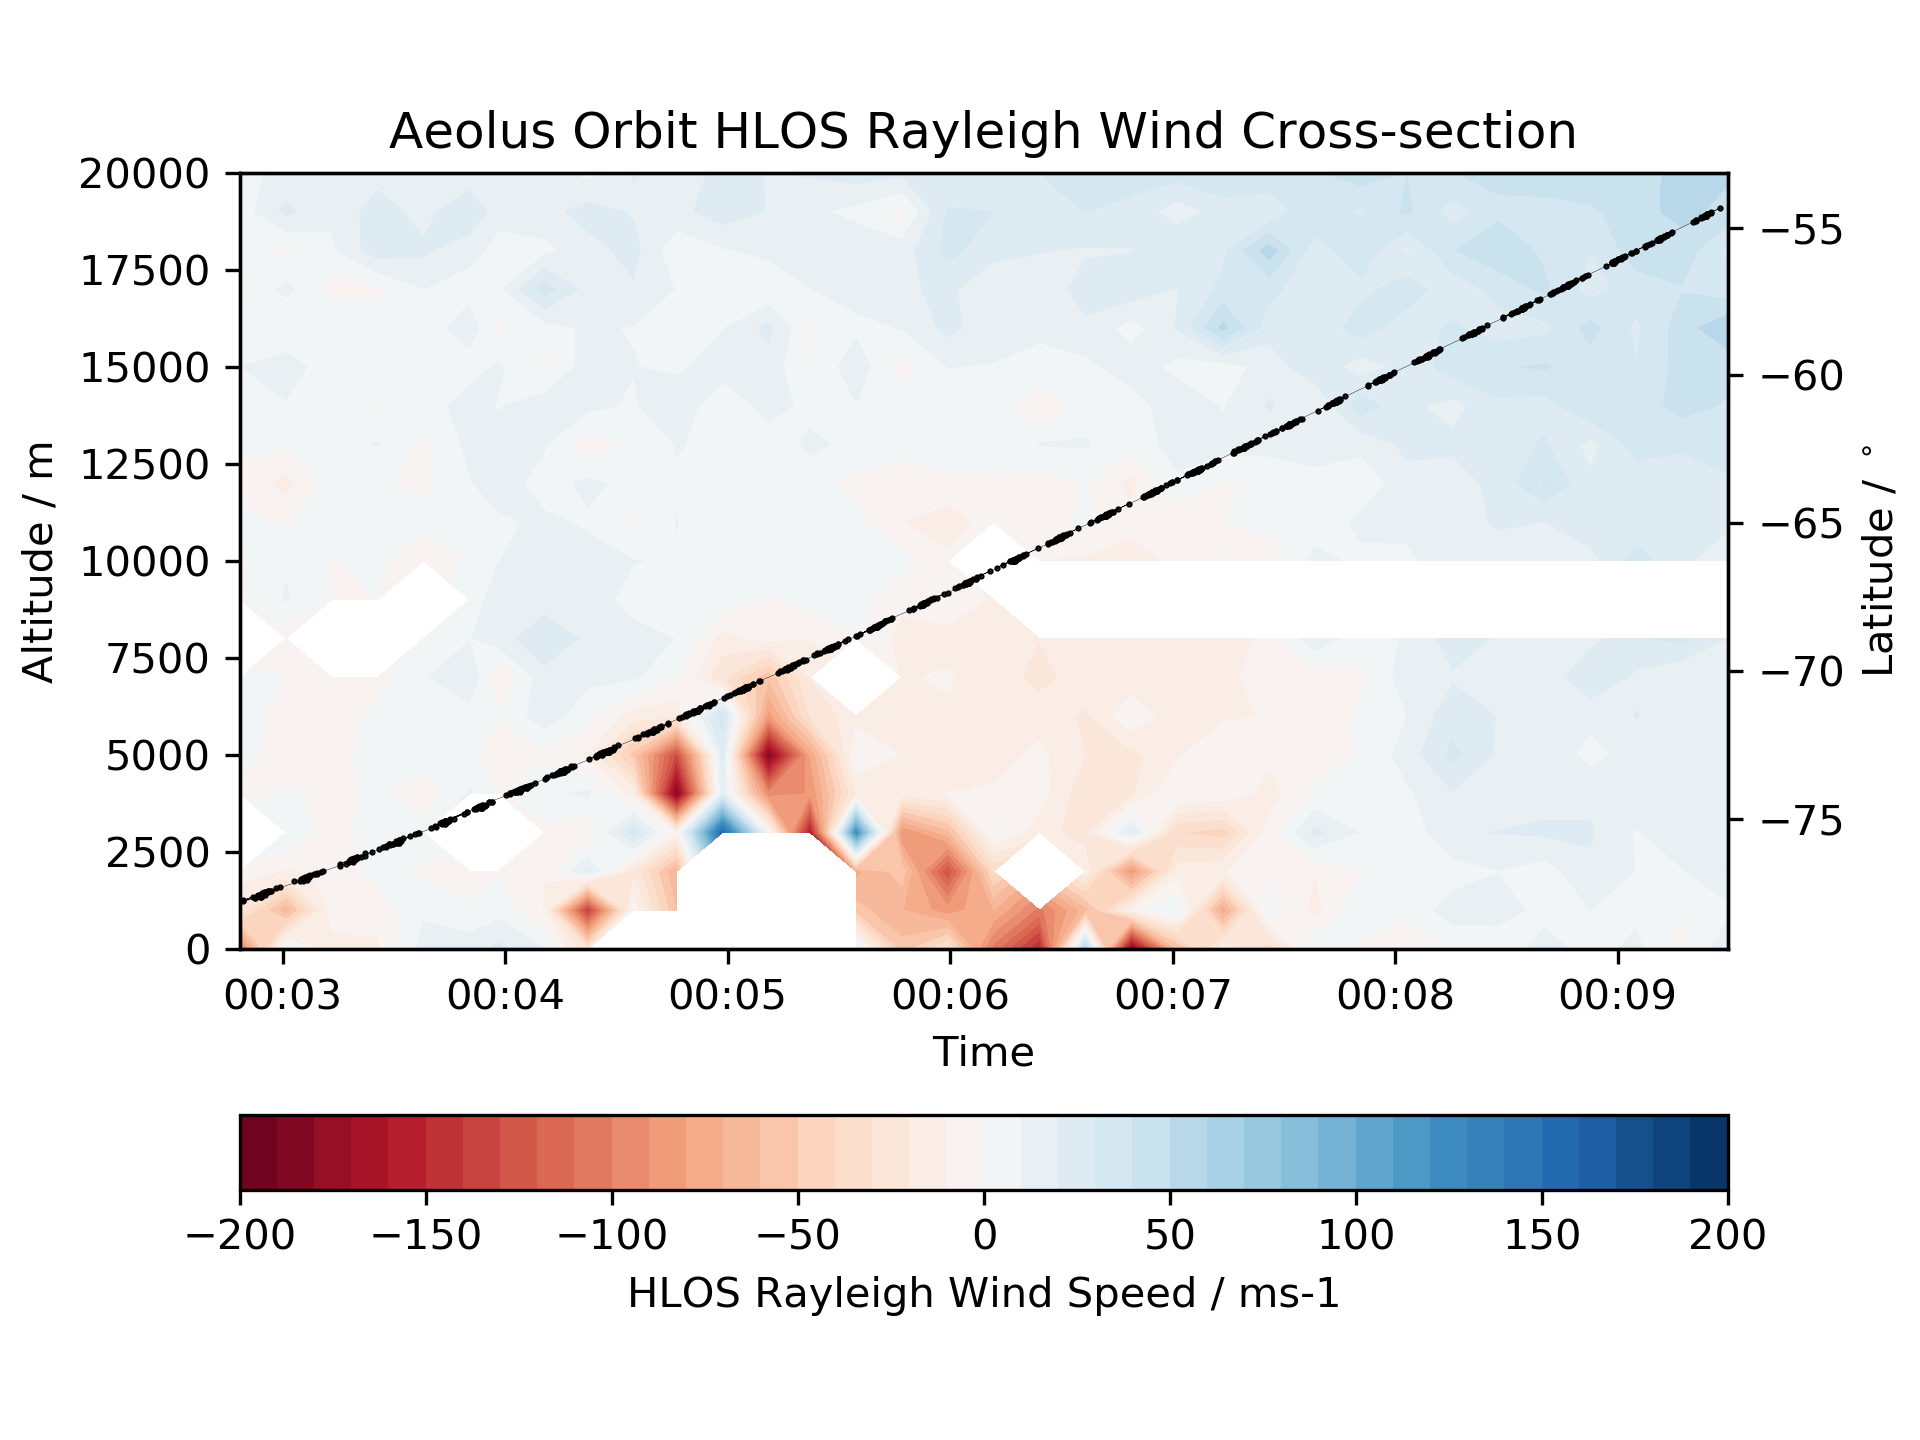 Aeolus Orbit HLOS Rayleigh Wind Cross-section
20000
17500
15000
12500
10000
7500
5000
2500
0
Altitude / m
−55
−60
−65
−70
−75
Latitude / °
00:03 00:04 00:05 00:06 00:07 00:08 00:09
Time
−200 −150 −100 −50 0 50 100 150 200
HLOS Rayleigh Wind Speed / ms-1